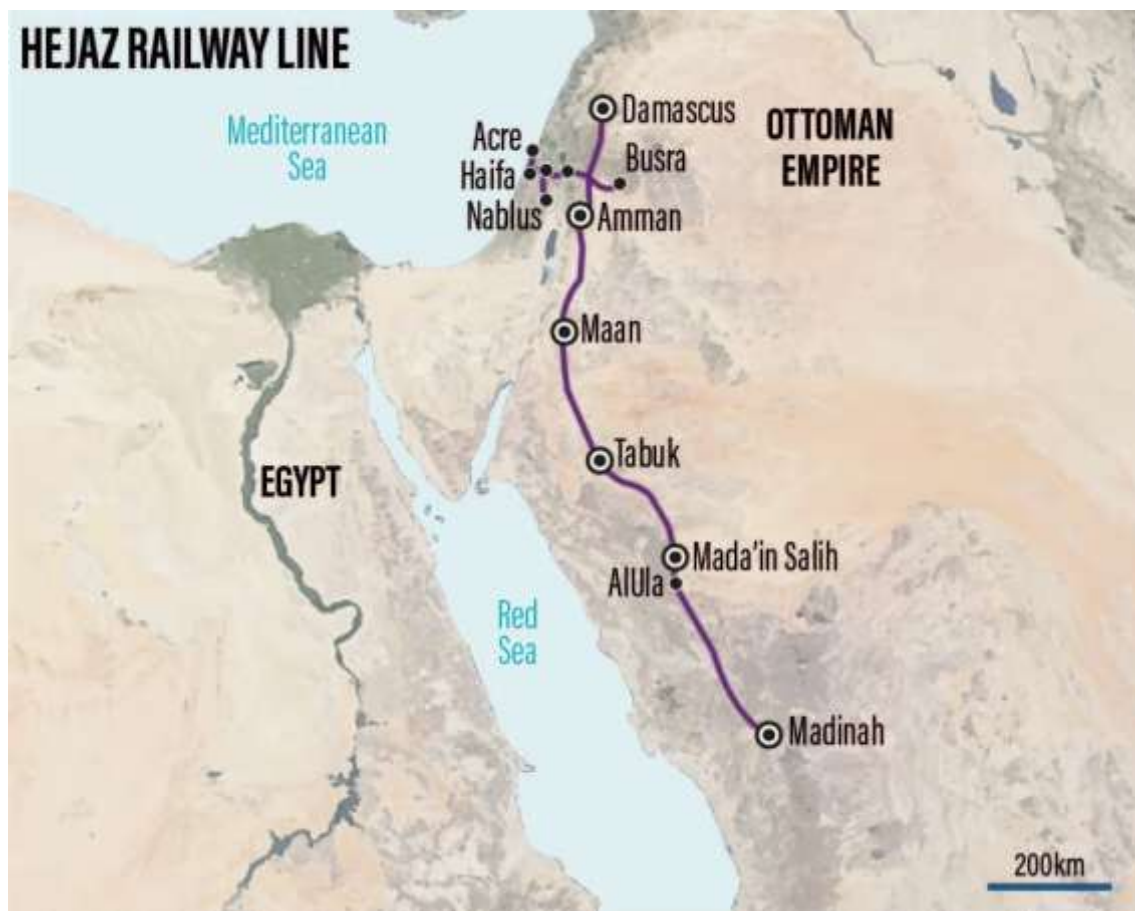 HEJAZ RAILWAY LINE
Mediterranean
Sea
Damascus
OTTOMAN
EMPIRE
Acre
Haifa
Nablus
Busra
Amman
Maan
Tabuk
EGYPT
Mada'in Salih
AlUla
Red
Sea
Madinah
200km